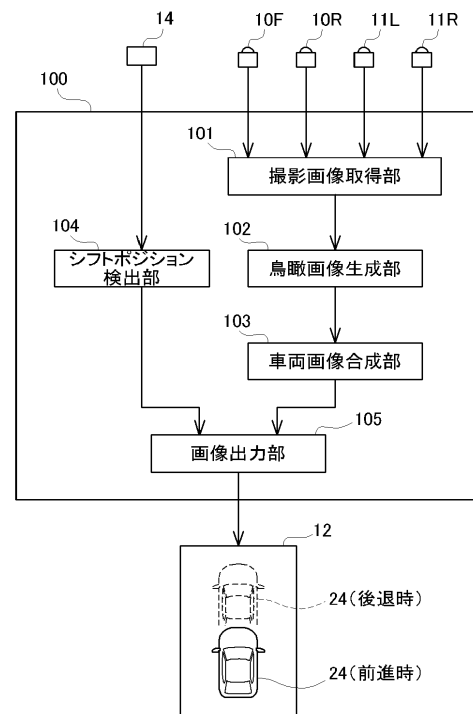 14
10F
10R
11L
11R
100
101
撮影画像取得部
104
シフトポジション
検出部
102
鳥瞰画像生成部
103
車両画像合成部
105
画像出力部
12
24(後退時)
24(前進時)